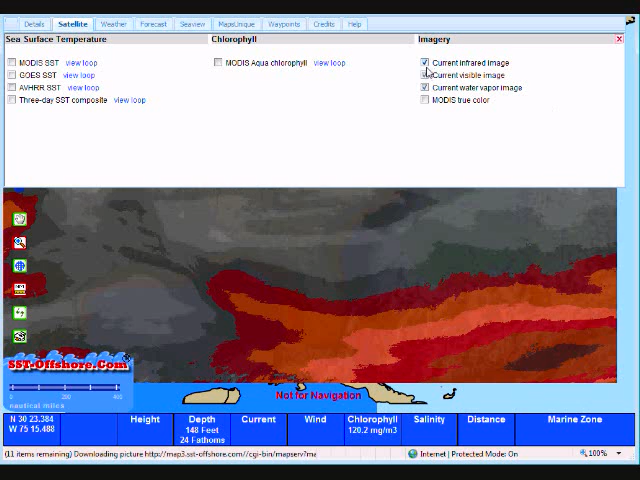 Details Satellite Weather Forecast Seaview MapsUnique Waypoints Credits Help
Sea Surface Temperature Chlorophyll Imagery
MODIS SST view loop MODIS Aqua chlorophyll view loop Current infrared image
GOES SST view loop Current visible image
AVHRR SST view loop Current water vapor image
Three-day SST composite view loop MODIS true color
SST-Offshore.Com
0 200 400
nautical miles
Not for Navigation
N 30 23.384 Height Depth Current Wind Chlorophyll Salinity Distance Marine Zone
W 75 15.488 148 Feet 120.2 mg/m3
24 Fathoms
(11 items remaining) Downloading picture http://map3.sst-offshore.com//cgi-bin/mapserv?ma Internet | Protected Mode: On 100%